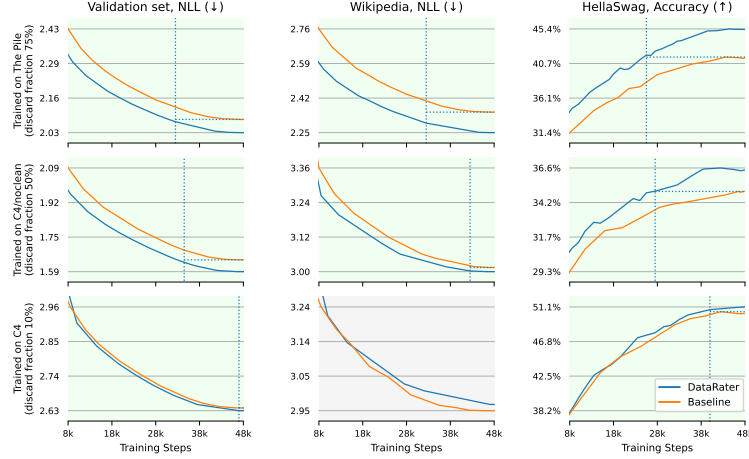 Validation set, NLL (↓)
Wikipedia, NLL (↓)
HellaSwag, Accuracy (↑)
Trained on The Pile
(discard fraction 75%)
2.43
2.29
2.16
2.03
2.76
2.59
2.42
2.25
45.4%
40.7%
36.1%
31.4%
Trained on C4/noclean
(discard fraction 50%)
2.09
1.92
1.75
1.59
3.36
3.24
3.12
3.00
36.6%
34.2%
31.7%
29.3%
Trained on C4
(discard fraction 10%)
2.96
2.85
2.74
2.63
3.24
3.14
3.05
2.95
51.1%
46.8%
42.5%
38.2%
DataRater
Baseline
8k 18k 28k 38k 48k
8k 18k 28k 38k 48k
8k 18k 28k 38k 48k
Training Steps
Training Steps
Training Steps